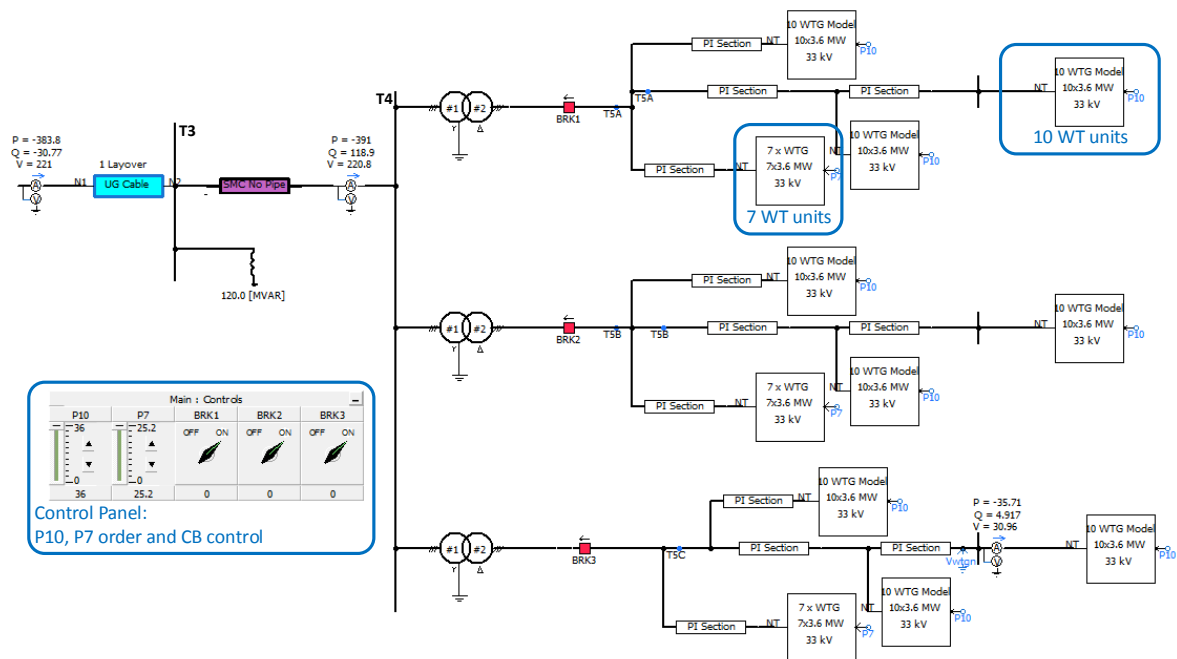 P = -383.8
Q = -30.77
V = 221
A
V
N1
1 Layover
UG Cable
N2
T3
SMC No Pipe
120.0 [MVAR]
P = -391
Q = 118.9
V = 220.8
A
V
T4
#1
#2
BRK1
T5A
T5A
PI Section
NT
10 WTG Model
10x3.6 MW
33 kV
P10
PI Section
PI Section
NT
10 WTG Model
10x3.6 MW
33 kV
P10
10 WT units
NT
10 WTG Model
10x3.6 MW
33 kV
P10
PI Section
NT
7 x WTG
7x3.6 MW
33 kV
7 WT units
#1
#2
BRK2
T5B
T5B
PI Section
NT
10 WTG Model
10x3.6 MW
33 kV
P10
PI Section
PI Section
NT
10 WTG Model
10x3.6 MW
33 kV
P10
NT
10 WTG Model
10x3.6 MW
33 kV
P10
PI Section
NT
7 x WTG
7x3.6 MW
33 kV
P7
Main : Controls
P10
P7
BRK1
BRK2
BRK3
36
0
25.2
0
OFF ON
OFF ON
OFF ON
36
25.2
0
0
0
Control Panel:
P10, P7 order and CB control
#1
#2
BRK3
T5C
PI Section
NT
10 WTG Model
10x3.6 MW
33 kV
P10
PI Section
PI Section
Vwtgn
P = -35.71
Q = 4.917
V = 30.96
A
V
NT
10 WTG Model
10x3.6 MW
33 kV
P10
NT
10 WTG Model
10x3.6 MW
33 kV
P10
PI Section
NT
7 x WTG
7x3.6 MW
33 kV
P7